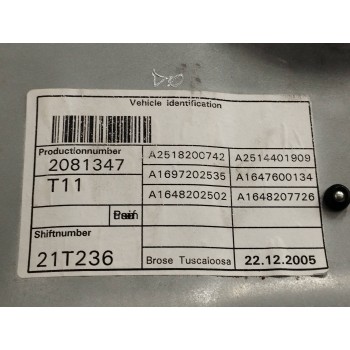 Vehicle identification
Productionnumber
2081347
A2518200742 A2514401909
T11
A1697202535 A1647600134
A1648202502 A1648207726
Shiftnumber
21T236
Brose Tuscaloosa 22.12.2005